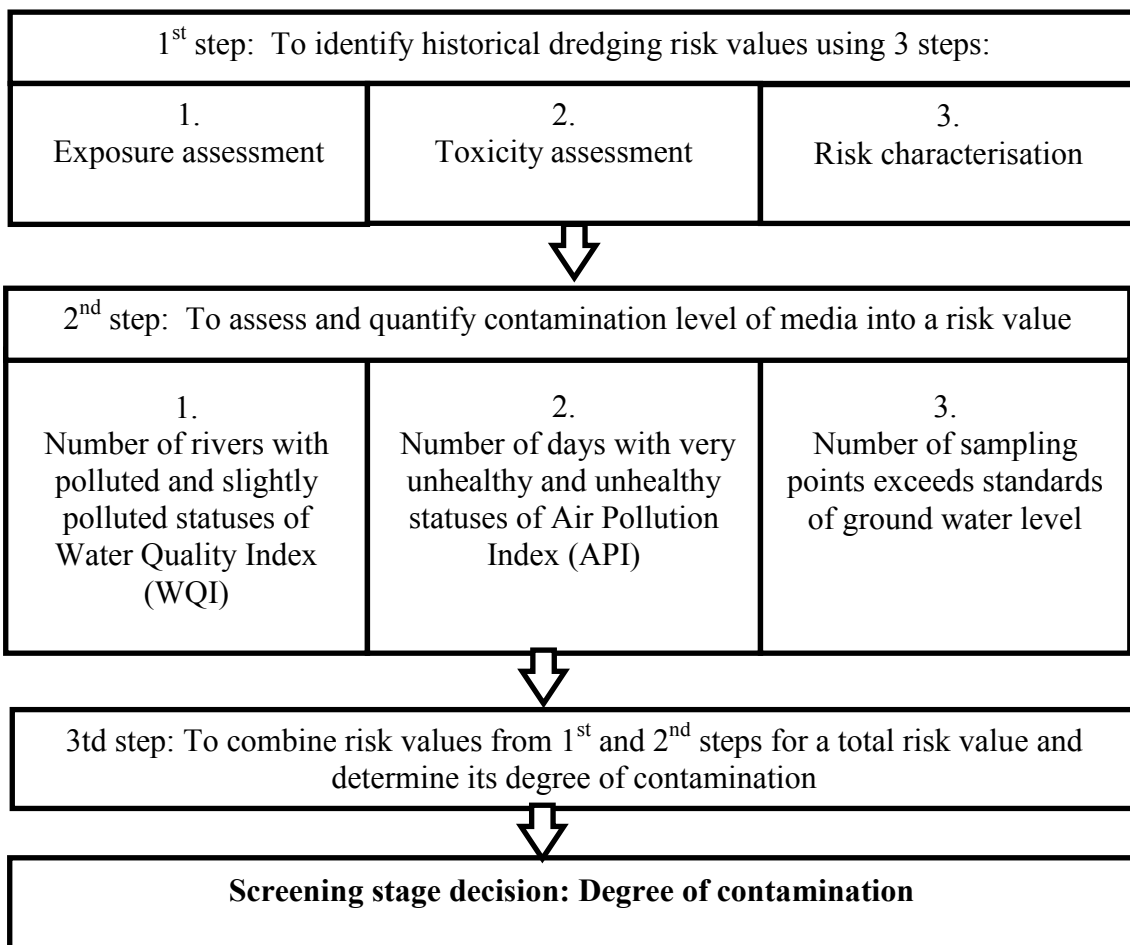 1st step: To identify historical dredging risk values using 3 steps:
1.
Exposure assessment
2.
Toxicity assessment
3.
Risk characterisation
2nd step: To assess and quantify contamination level of media into a risk value
1.
Number of rivers with
polluted and slightly
polluted statuses of
Water Quality Index
(WQI)
2.
Number of days with very
unhealthy and unhealthy
statuses of Air Pollution
Index (API)
3.
Number of sampling
points exceeds standards
of ground water level
3td step: To combine risk values from 1st and 2nd steps for a total risk value and
determine its degree of contamination
Screening stage decision: Degree of contamination